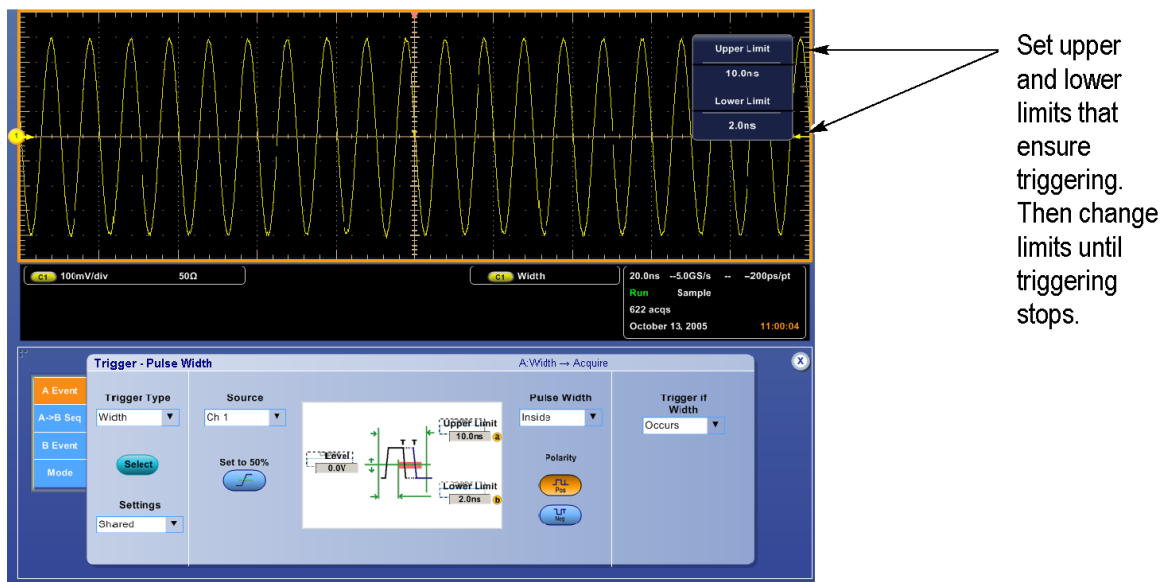 Upper Limit
10.0ns
Lower Limit
2.0ns
1
Set upper
and lower
limits that
ensure
triggering.
Then change
limits until
triggering
stops.
C1 100mV/div 50Ω
C1 Width
20.0ns --5.0GS/s -- --200ps/pt
Run Sample
622 acqs
October 13, 2005 11:00:04
Trigger - Pulse Width A:Width → Acquire X
A Event
A->B Seq
B Event
Mode
Trigger Type
Width
Select
Settings
Shared
Source
Ch 1
Set to 50%
Level
0.0V
T T
Upper Limit
10.0ns a
Lower Limit
2.0ns b
Pulse Width
Inside
Polarity
Pos
Neg
Trigger if
Width
Occurs